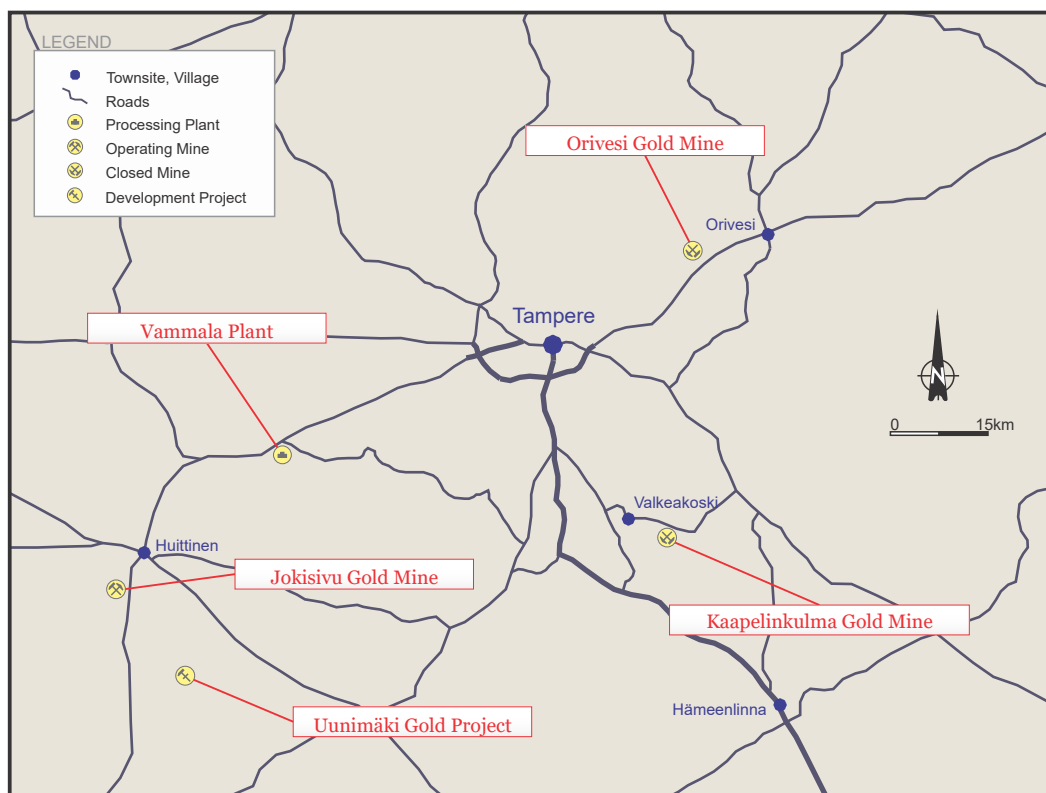 LEGEND
Townsite, Village
Roads
Processing Plant
Operating Mine
Closed Mine
Development Project
Orivesi Gold Mine
Orivesi
Tampere
Vammala Plant
N
0 15km
Valkeakoski
Huittinen
Jokisivu Gold Mine
Kaapelinkulma Gold Mine
Hämeenlinna
Uunimäki Gold Project